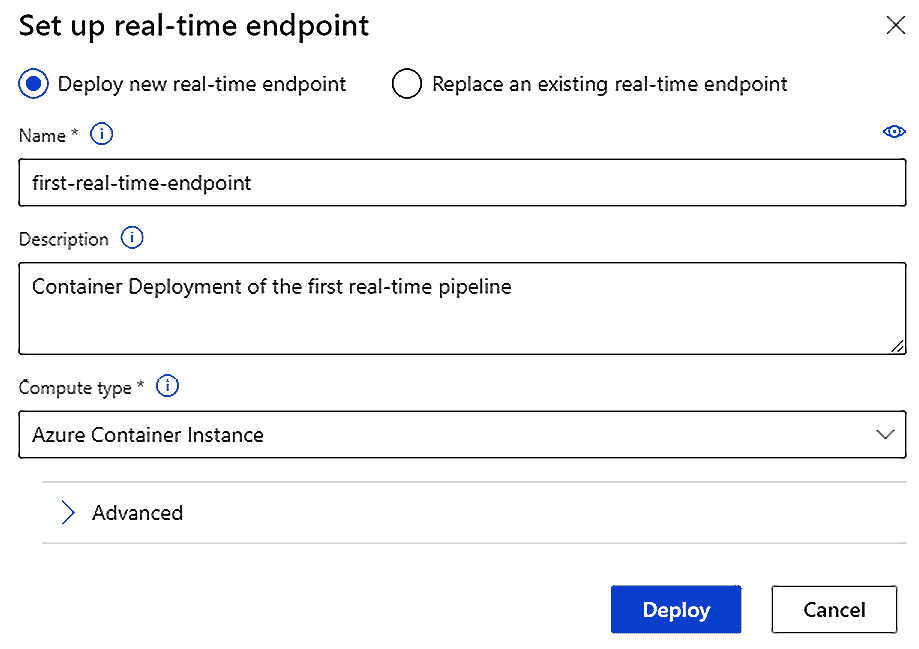 Set up real-time endpoint
Deploy new real-time endpoint Replace an existing real-time endpoint
Name *
first-real-time-endpoint
Description
Container Deployment of the first real-time pipeline
Compute type *
Azure Container Instance
Advanced
Deploy Cancel